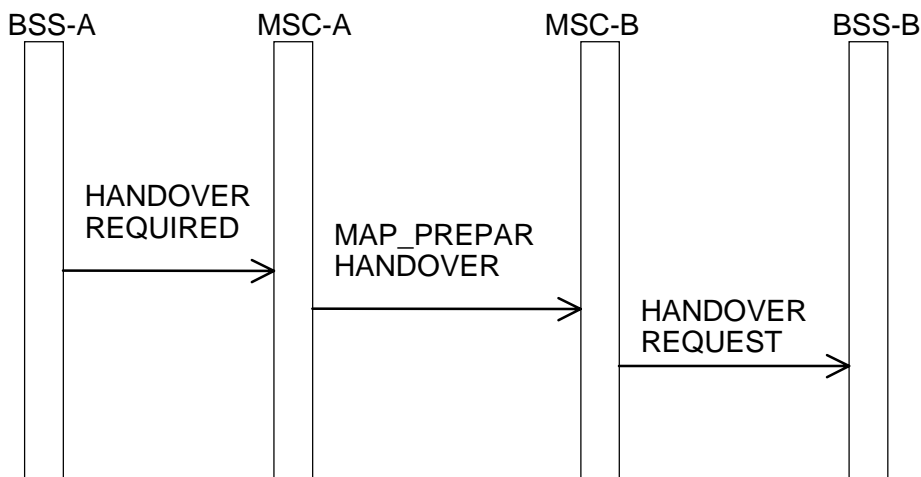 BSS-A
MSC-A
MSC-B
BSS-B
HANDOVER
REQUIRED
MAP_PREPAR
HANDOVER
HANDOVER
REQUEST